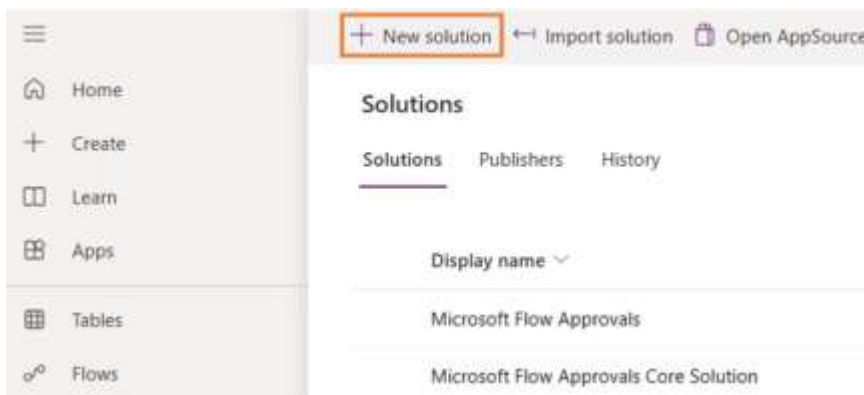 New solution Import solution Open AppSource
Home
Create
Learn
Apps
Tables
Flows
Solutions
Solutions Publishers History
Display name
Microsoft Flow Approvals
Microsoft Flow Approvals Core Solution